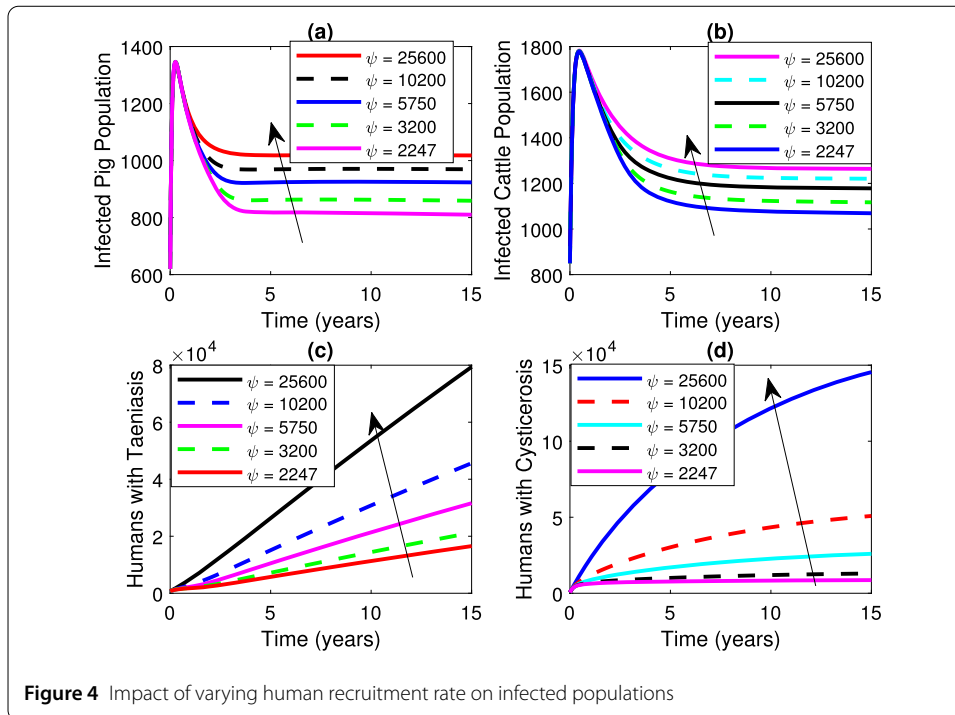 (a)
Infected Pig Population
1400
1200
1000
800
600
ψ = 25600
ψ = 10200
ψ = 5750
ψ = 3200
ψ = 2247
0 5 10 15
Time (years)
(b)
Infected Cattle Population
1800
1600
1400
1200
1000
800
ψ = 25600
ψ = 10200
ψ = 5750
ψ = 3200
ψ = 2247
0 5 10 15
Time (years)
(c)
×10⁴
Humans with Taeniasis
8
6
4
2
0
ψ = 25600
ψ = 10200
ψ = 5750
ψ = 3200
ψ = 2247
0 5 10 15
Time (years)
(d)
×10⁴
Humans with Cysticerosis
15
10
5
0
ψ = 25600
ψ = 10200
ψ = 5750
ψ = 3200
ψ = 2247
0 5 10 15
Time (years)
Figure 4 Impact of varying human recruitment rate on infected populations